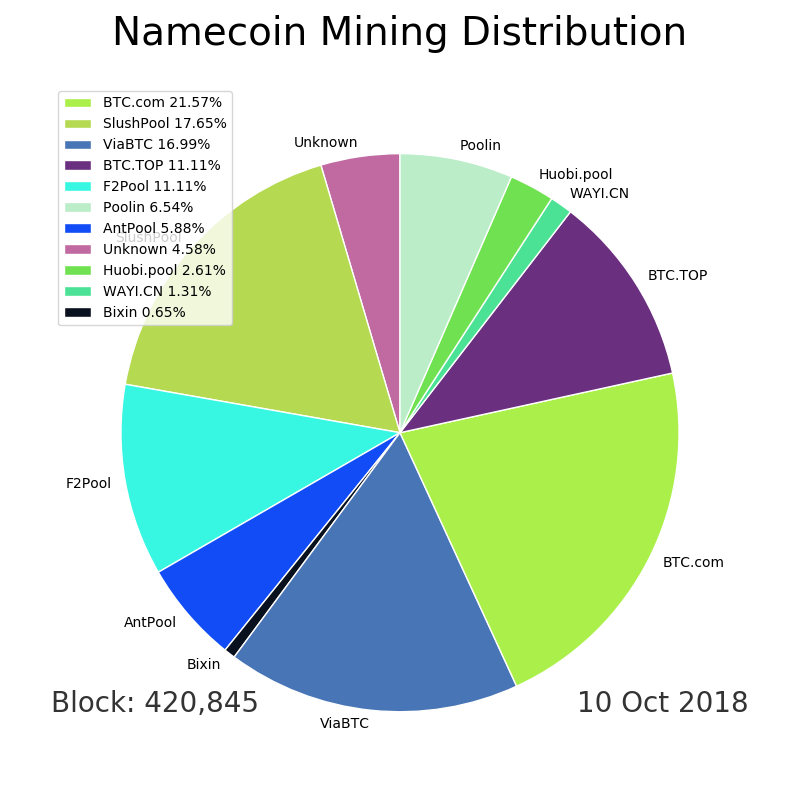 Namecoin Mining Distribution
BTC.com 21.57%
SlushPool 17.65%
ViaBTC 16.99%
BTC.TOP 11.11%
F2Pool 11.11%
Poolin 6.54%
AntPool 5.88%
Unknown 4.58%
Huobi.pool 2.61%
WAYI.CN 1.31%
Bixin 0.65%
Unknown
Poolin
Huobi.pool
WAYI.CN
SlushPool
BTC.TOP
F2Pool
BTC.com
AntPool
Bixin
ViaBTC
Block: 420,845
10 Oct 2018